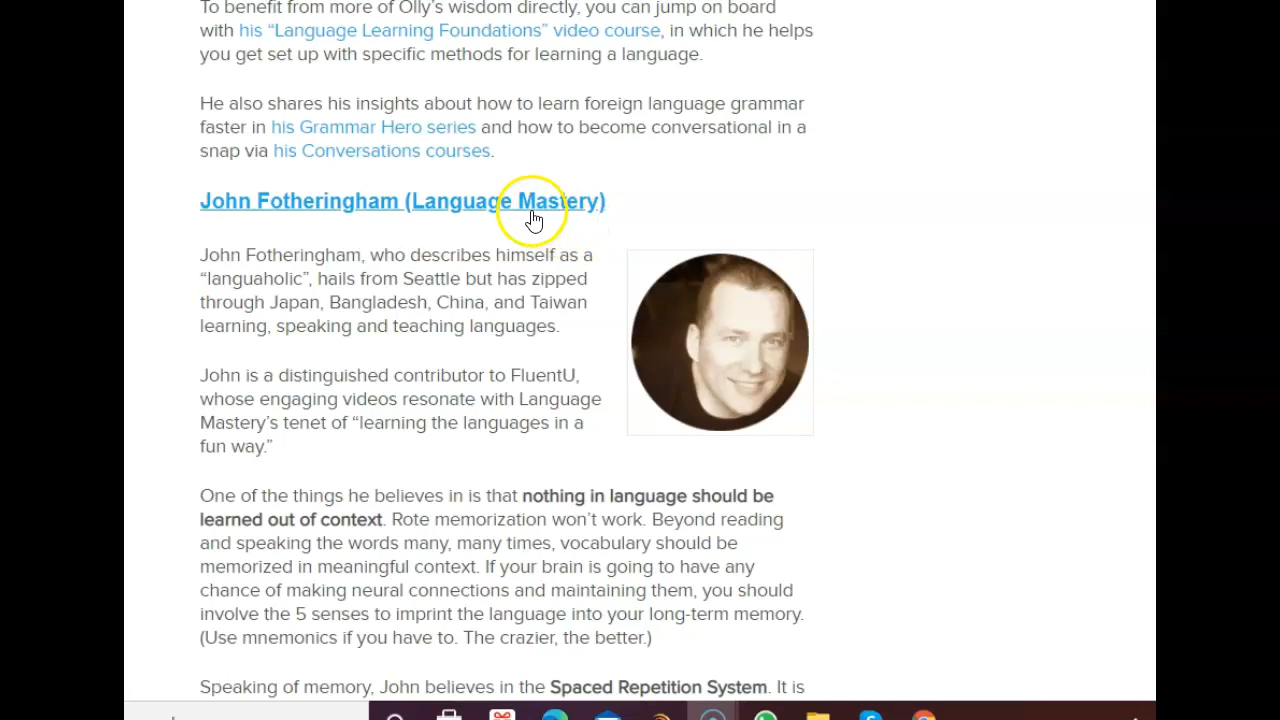 To benefit from more of Olly’s wisdom directly, you can jump on board
with his “Language Learning Foundations” video course, in which he helps
you get set up with specific methods for learning a language.
He also shares his insights about how to learn foreign language grammar
faster in his Grammar Hero series and how to become conversational in a
snap via his Conversations courses.
John Fotheringham (Language Mastery)
John Fotheringham, who describes himself as a
“languaholic”, hails from Seattle but has zipped
through Japan, Bangladesh, China, and Taiwan
learning, speaking and teaching languages.
John is a distinguished contributor to FluentU,
whose engaging videos resonate with Language
Mastery’s tenet of “learning the languages in a
fun way.”
One of the things he believes in is that nothing in language should be
learned out of context. Rote memorization won’t work. Beyond reading
and speaking the words many, many times, vocabulary should be
memorized in meaningful context. If your brain is going to have any
chance of making neural connections and maintaining them, you should
involve the 5 senses to imprint the language into your long-term memory.
(Use mnemonics if you have to. The crazier, the better.)
Speaking of memory, John believes in the Spaced Repetition System. It is